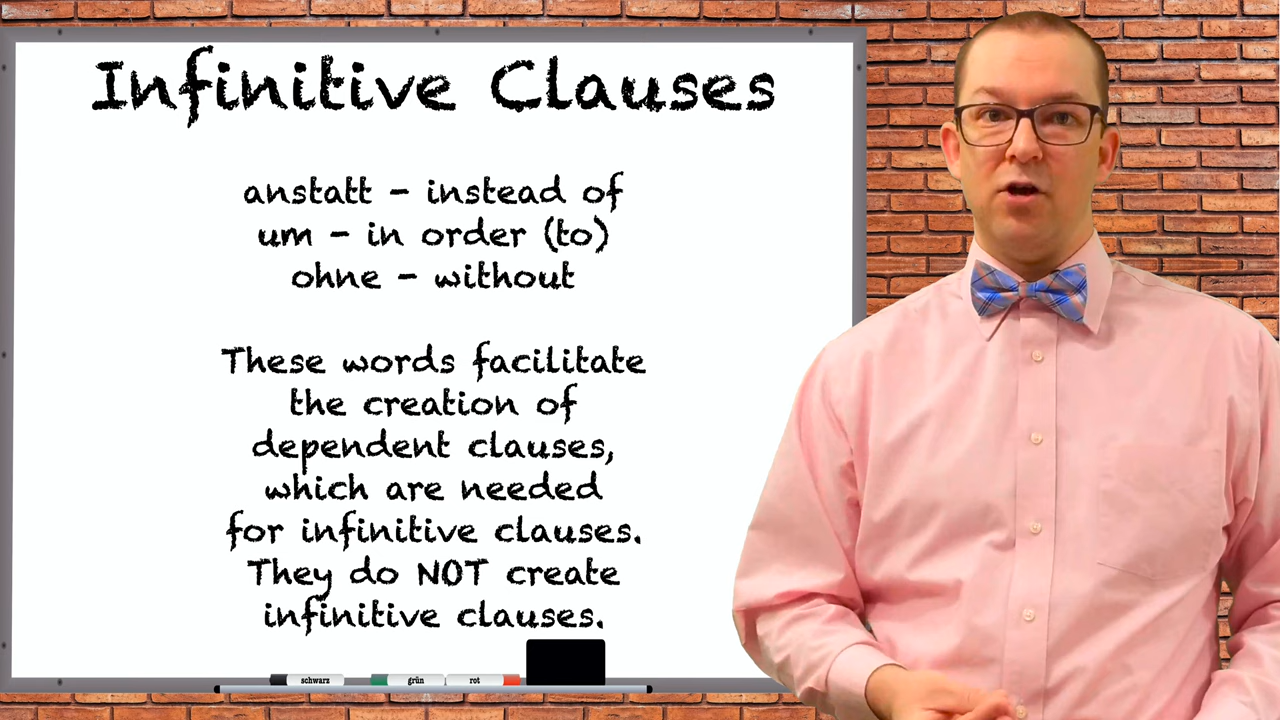 Infinitive Clauses
anstatt - instead of
um - in order (to)
ohne - without
These words facilitate
the creation of
dependent clauses,
which are needed
for infinitive clauses.
They do NOT create
infinitive clauses.
schwarz grün rot